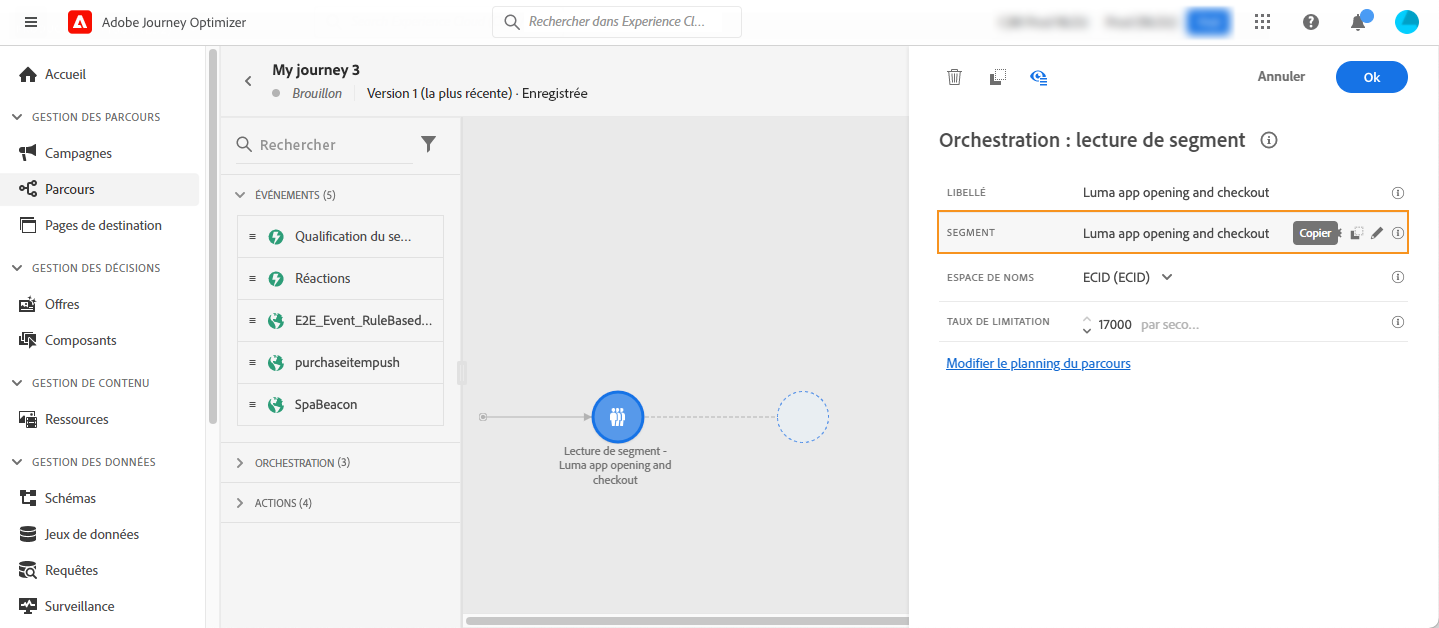 Adobe Journey Optimizer
Rechercher dans Experience Cl...
Accueil
GESTION DES PARCOURS
Campagnes
Parcours
Pages de destination
GESTION DES DÉCISIONS
Offres
Composants
GESTION DE CONTENU
Ressources
GESTION DES DONNÉES
Schémas
Jeux de données
Requêtes
Surveillance
My journey 3
Brouillon
Version 1 (la plus récente) · Enregistrée
Rechercher
ÉVÉNEMENTS (5)
Qualification du se...
Réactions
E2E_Event_RuleBased...
purchaseitempush
SpaBeacon
ORCHESTRATION (3)
ACTIONS (4)
Lecture de segment -
Luma app opening and
checkout
Annuler
Ok
Orchestration : lecture de segment
LIBELLÉ
Luma app opening and checkout
SEGMENT
Luma app opening and checkout
Copier
ESPACE DE NOMS
ECID (ECID)
TAUX DE LIMITATION
17000 par seco...
Modifier le planning du parcours